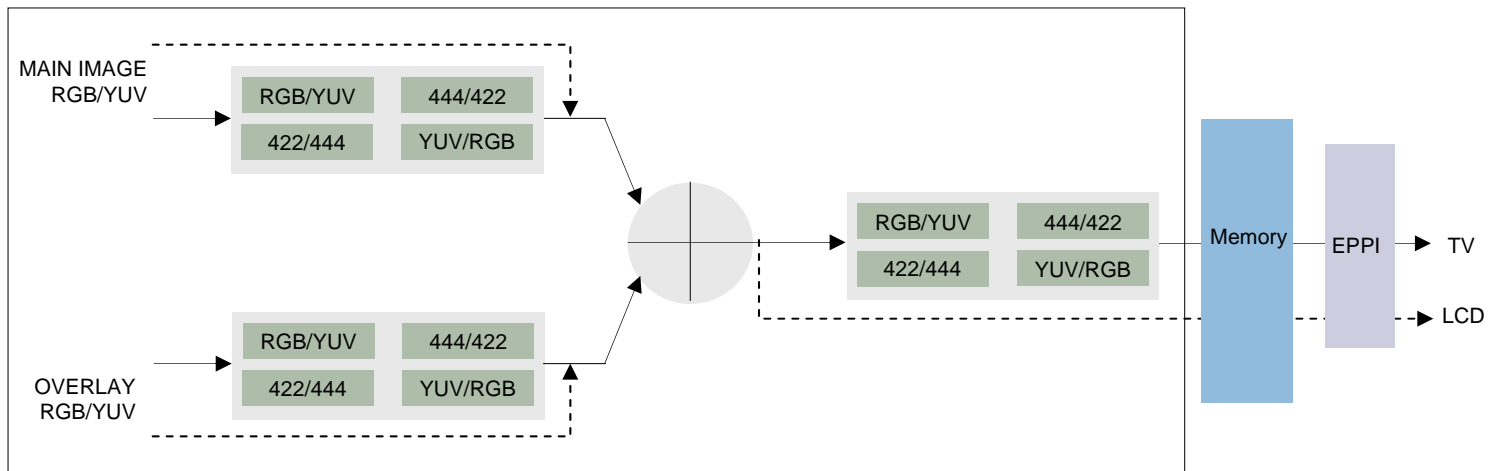 MAIN IMAGE
RGB/YUV
RGB/YUV 444/422
422/444 YUV/RGB
RGB/YUV 444/422
422/444 YUV/RGB
Memory
EPPI
TV
LCD
OVERLAY
RGB/YUV
RGB/YUV 444/422
422/444 YUV/RGB